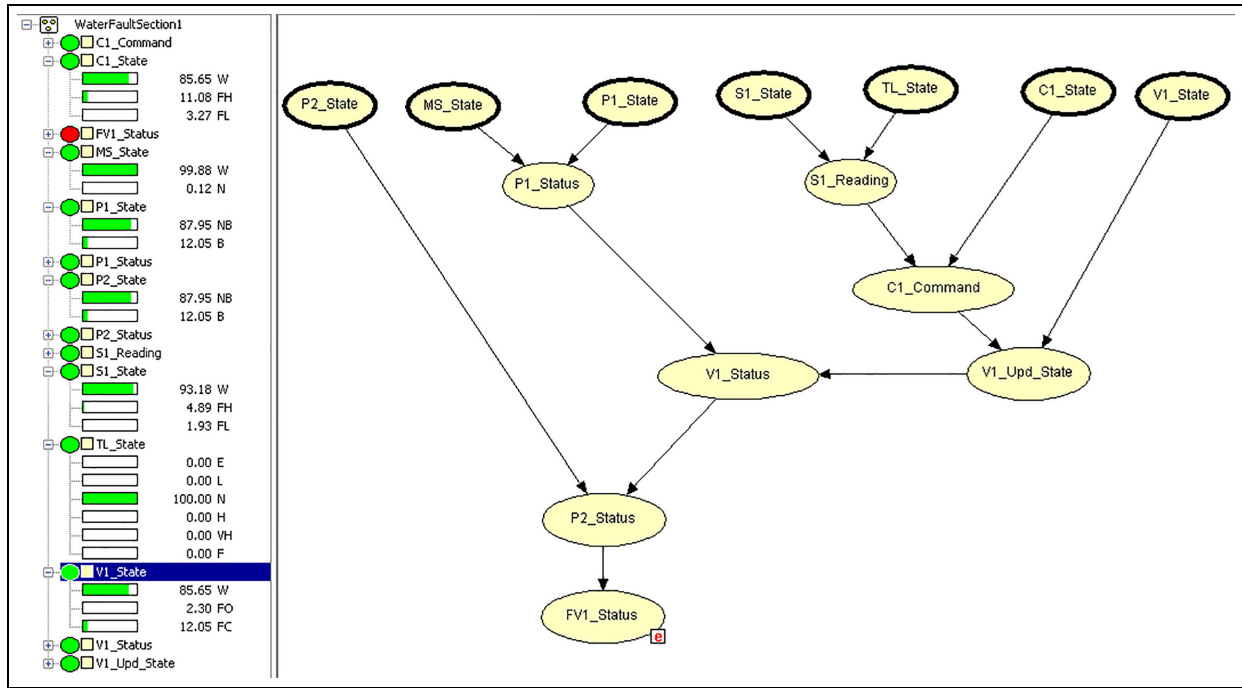 WaterFaultSection1
C1_Command
C1_State
85.65 W
11.08 FH
3.27 FL
FV1_Status
MS_State
99.88 W
0.12 N
P1_State
87.95 NB
12.05 B
P1_Status
P2_State
87.95 NB
12.05 B
P2_Status
S1_Reading
S1_State
93.18 W
4.89 FH
1.93 FL
TL_State
0.00 E
0.00 L
100.00 N
0.00 H
0.00 VH
0.00 F
V1_State
85.65 W
2.30 FO
12.05 FC
V1_Status
V1_Upd_State
P2_State
MS_State
P1_State
S1_State
TL_State
C1_State
V1_State
P1_Status
S1_Reading
C1_Command
V1_Status
V1_Upd_State
P2_Status
FV1_Status
e